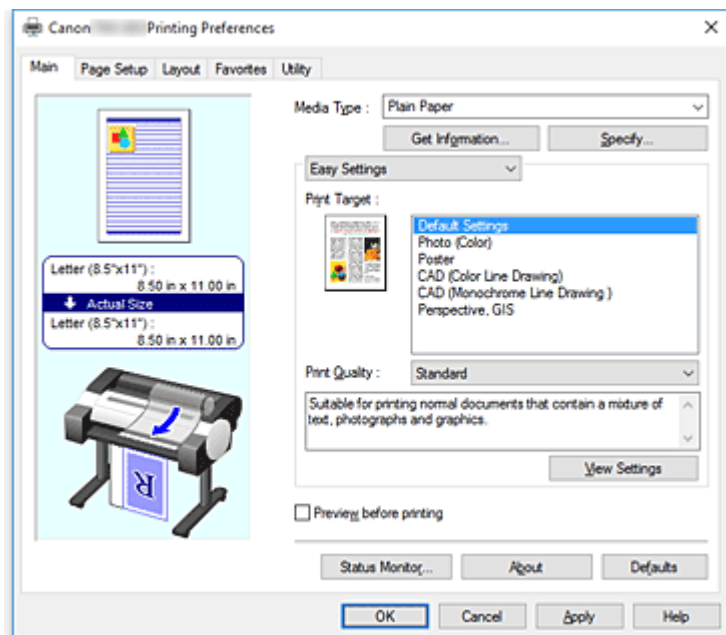 Canon Printing Preferences
Main Page Setup Layout Favorites Utility
Letter (8.5"x11") :
8.50 in x 11.00 in
Actual Size
Letter (8.5"x11") :
8.50 in x 11.00 in
R
Media Type : Plain Paper
Get Information... Specify...
Easy Settings
Print Target :
Default Settings
Photo (Color)
Poster
CAD (Color Line Drawing)
CAD (Monochrome Line Drawing )
Perspective, GIS
Print Quality : Standard
Suitable for printing normal documents that contain a mixture of
text, photographs and graphics.
View Settings
Preview before printing
Status Monitor... About Defaults
OK Cancel Apply Help